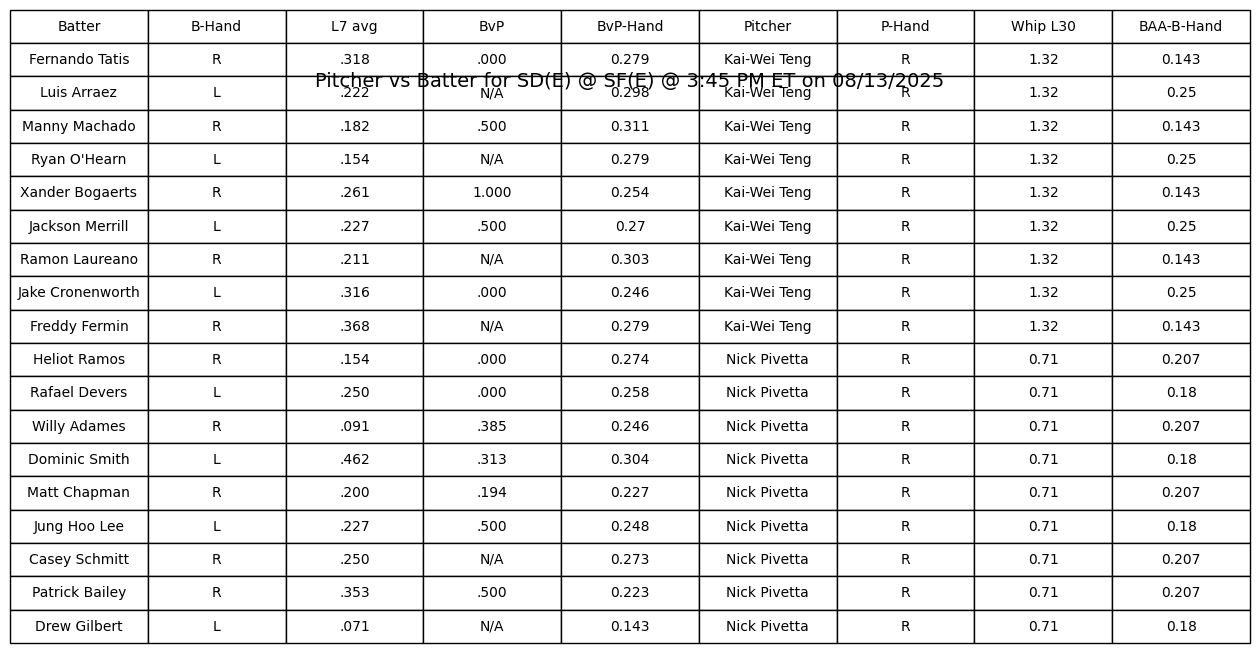 Batter B-Hand L7 avg BvP BvP-Hand Pitcher P-Hand Whip L30 BAA-B-Hand
Fernando Tatis R .318 .000 0.279 Kai-Wei Teng R 1.32 0.143
Pitcher vs Batter for SD(E) @ SF(E) @ 3:45 PM ET on 08/13/2025
Luis Arraez L .222 N/A 0.298 Kai-Wei Teng R 1.32 0.25
Manny Machado R .182 .500 0.311 Kai-Wei Teng R 1.32 0.143
Ryan O'Hearn L .154 N/A 0.279 Kai-Wei Teng R 1.32 0.25
Xander Bogaerts R .261 1.000 0.254 Kai-Wei Teng R 1.32 0.143
Jackson Merrill L .227 .500 0.27 Kai-Wei Teng R 1.32 0.25
Ramon Laureano R .211 N/A 0.303 Kai-Wei Teng R 1.32 0.143
Jake Cronenworth L .316 .000 0.246 Kai-Wei Teng R 1.32 0.25
Freddy Fermin R .368 N/A 0.279 Kai-Wei Teng R 1.32 0.143
Heliot Ramos R .154 .000 0.274 Nick Pivetta R 0.71 0.207
Rafael Devers L .250 .000 0.258 Nick Pivetta R 0.71 0.18
Willy Adames R .091 .385 0.246 Nick Pivetta R 0.71 0.207
Dominic Smith L .462 .313 0.304 Nick Pivetta R 0.71 0.18
Matt Chapman R .200 .194 0.227 Nick Pivetta R 0.71 0.207
Jung Hoo Lee L .227 .500 0.248 Nick Pivetta R 0.71 0.18
Casey Schmitt R .250 N/A 0.273 Nick Pivetta R 0.71 0.207
Patrick Bailey R .353 .500 0.223 Nick Pivetta R 0.71 0.207
Drew Gilbert L .071 N/A 0.143 Nick Pivetta R 0.71 0.18